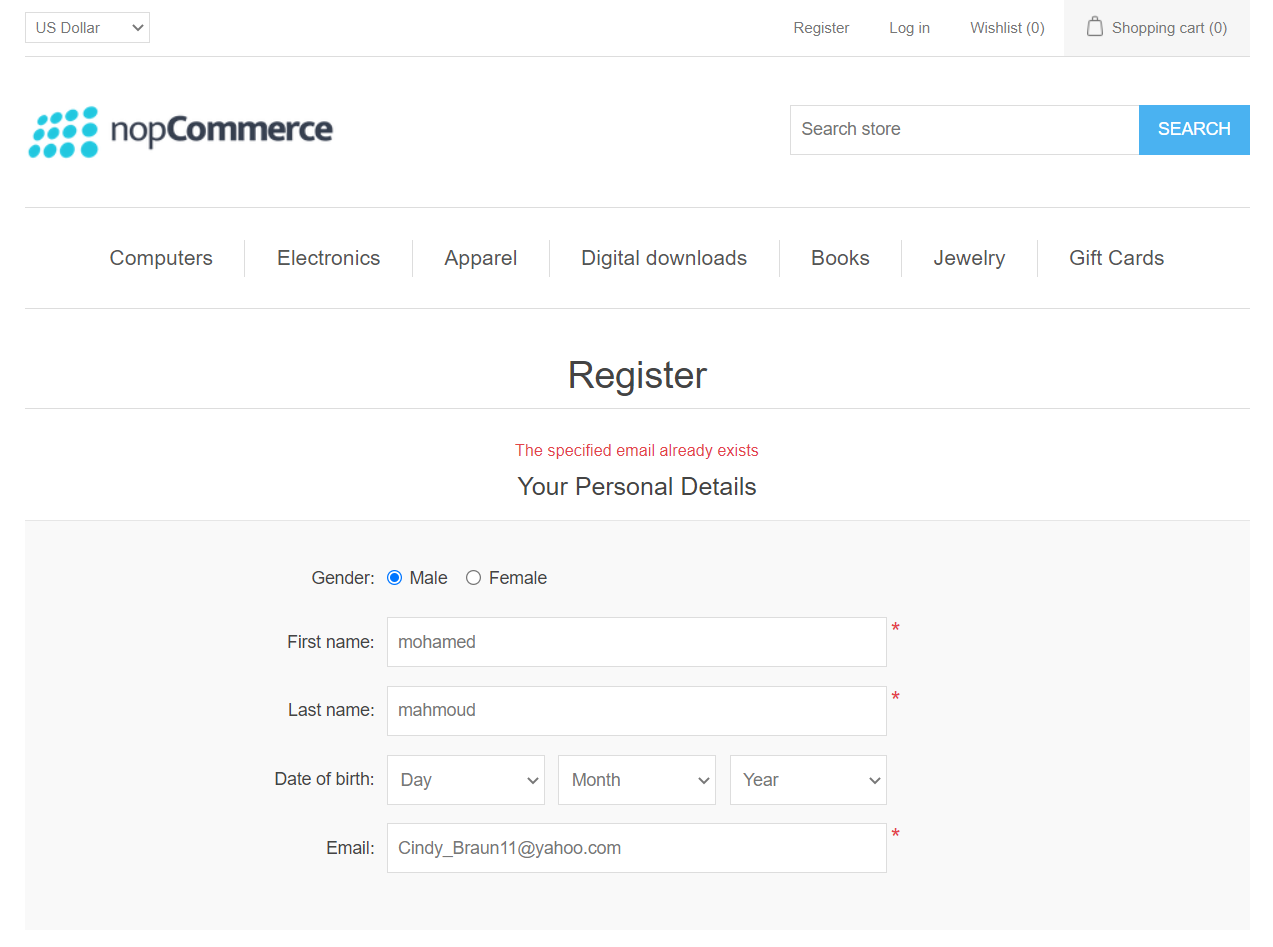 US Dollar Register Log in Wishlist (0) Shopping cart (0)
nopCommerce
Search store SEARCH
Computers Electronics Apparel Digital downloads Books Jewelry Gift Cards
Register
The specified email already exists
Your Personal Details
Gender: Male Female
First name: mohamed *
Last name: mahmoud *
Date of birth: Day Month Year
Email: Cindy_Braun11@yahoo.com *